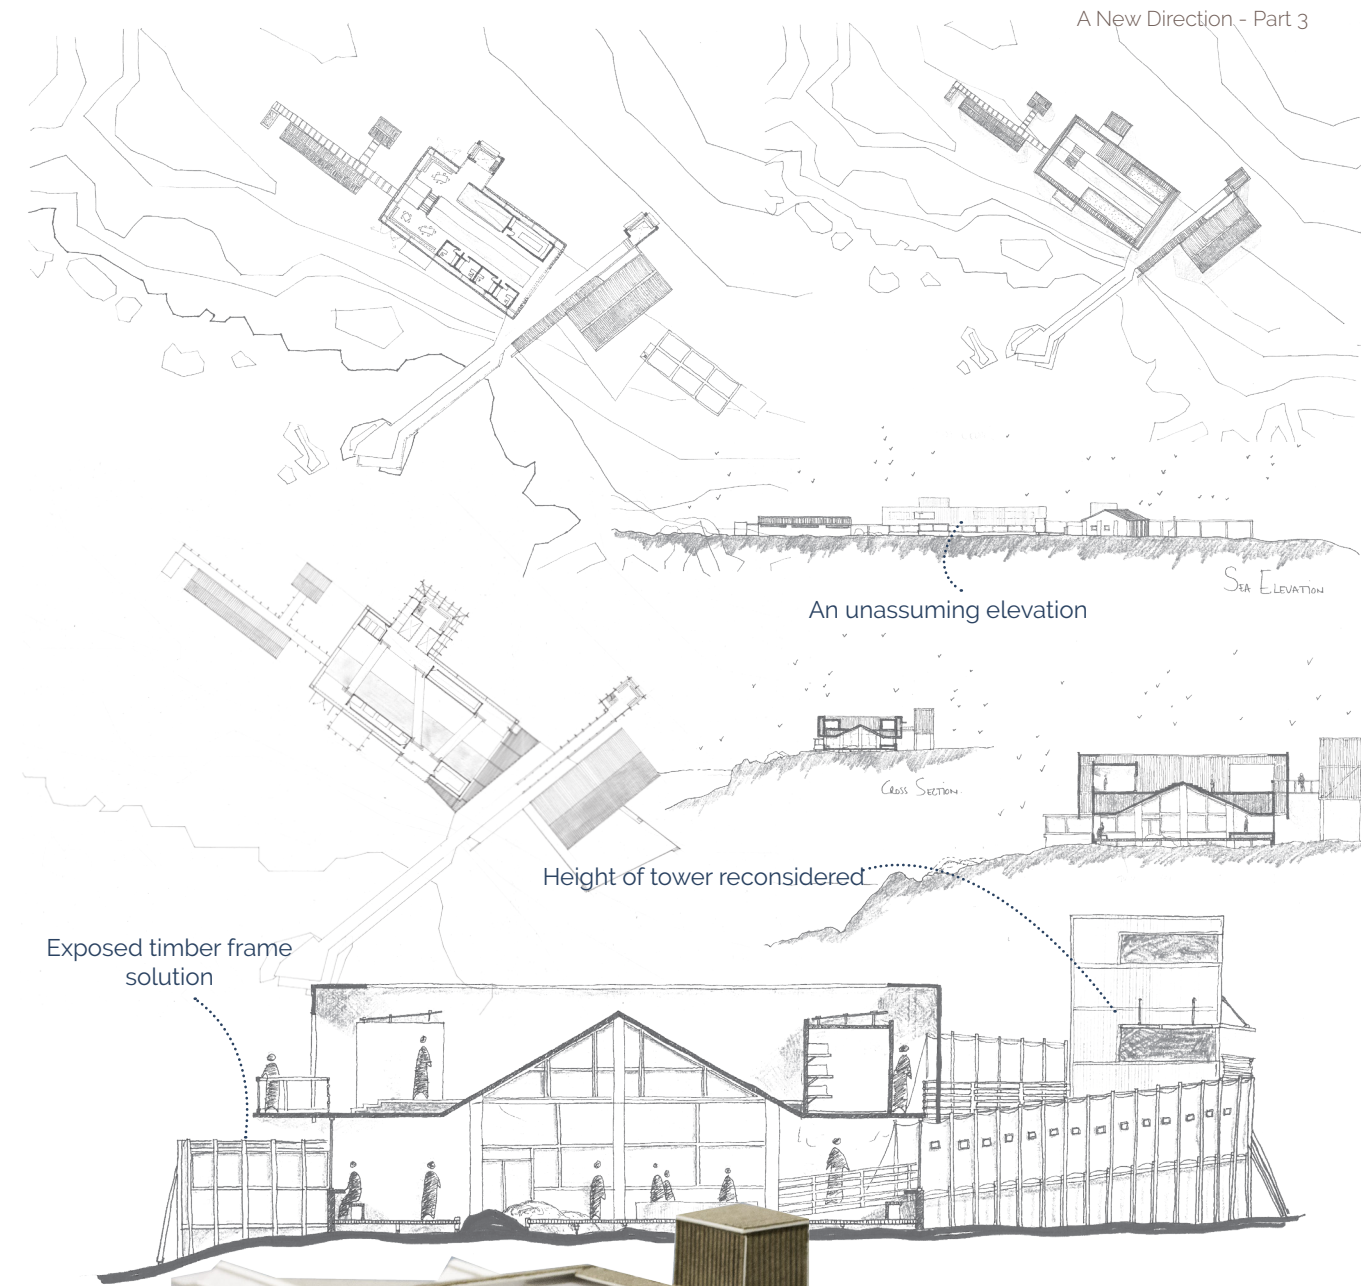 A New Direction - Part 3
Sea Elevation
An unassuming elevation
Cross Section
Height of tower reconsidered
Exposed timber frame
solution